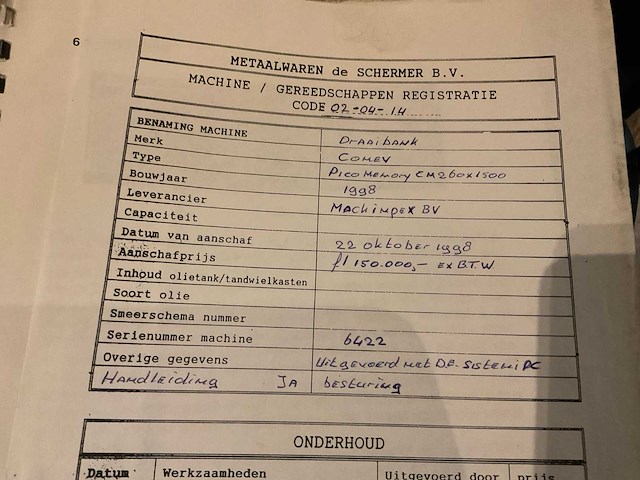 6
METAALWAREN de SCHERMER B.V.
MACHINE / GEREEDSCHAPPEN REGISTRATIE
CODE 02-04-14
BENAMING MACHINE Draaibank
Merk Comev
Type Pico Memory CM260x1500
Bouwjaar 1998
Leverancier Machinpex BV
Capaciteit
Datum van aanschaf 22 oktober 1998
Aanschafprijs fl 150.000,- ex BTW
Inhoud olietank/tandwielkasten
Soort olie
Smeerschema nummer
Serienummer machine 6422
Overige gegevens Uitgevoerd met D.E. Sistemi PC
Handleiding JA besturing
ONDERHOUD
Datum Werkzaamheden Uitgevoerd door prijs